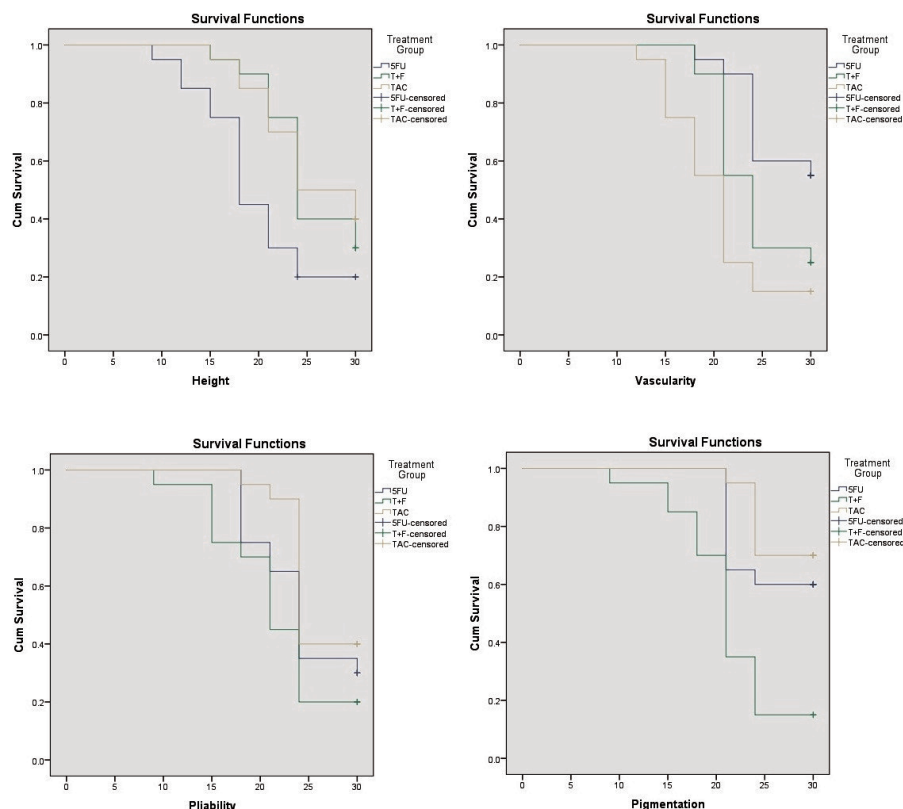 Survival Functions
Cum Survival
1.0
0.8
0.6
0.4
0.2
0.0
0 5 10 15 20 25 30
Height
Treatment
Group
5FU
T+F
TAC
5FU-censored
T+F-censored
TAC-censored
Survival Functions
Cum Survival
1.0
0.8
0.6
0.4
0.2
0.0
0 5 10 15 20 25 30
Vascularity
Treatment
Group
5FU
T+F
TAC
5FU-censored
T+F-censored
TAC-censored
Survival Functions
Cum Survival
1.0
0.8
0.6
0.4
0.2
0.0
0 5 10 15 20 25 30
Pliability
Treatment
Group
5FU
T+F
TAC
5FU-censored
T+F-censored
TAC-censored
Survival Functions
Cum Survival
1.0
0.8
0.6
0.4
0.2
0.0
0 5 10 15 20 25 30
Pigmentation
Treatment
Group
5FU
T+F
TAC
5FU-censored
T+F-censored
TAC-censored